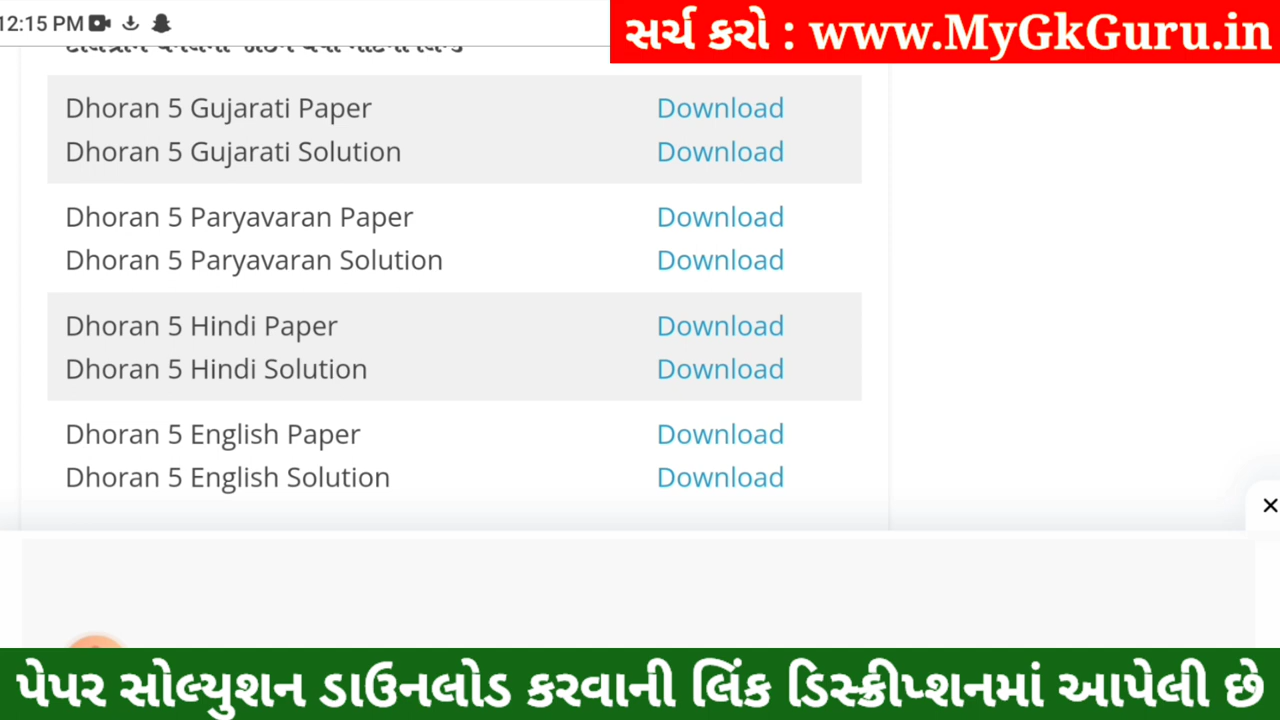 12:15 PM
સર્ચ કરો : www.MyGkGuru.in
Dhoran 5 Gujarati Paper Download
Dhoran 5 Gujarati Solution Download
Dhoran 5 Paryavaran Paper Download
Dhoran 5 Paryavaran Solution Download
Dhoran 5 Hindi Paper Download
Dhoran 5 Hindi Solution Download
Dhoran 5 English Paper Download
Dhoran 5 English Solution Download
પેપર સોલ્યુશન ડાઉનલોડ કરવાની લિંક ડિસ્ક્રીપ્શનમાં આપેલી છે